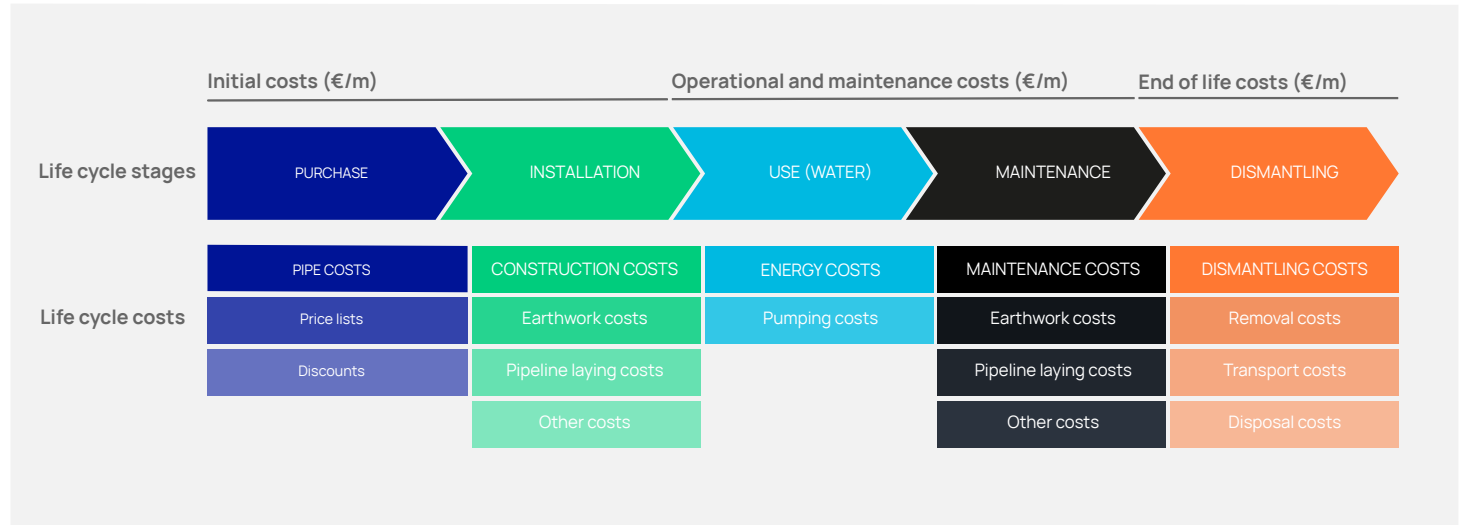 Initial costs (€/m)
Operational and maintenance costs (€/m)
End of life costs (€/m)
Life cycle stages
PURCHASE
INSTALLATION
USE (WATER)
MAINTENANCE
DISMANTLING
Life cycle costs
PIPE COSTS
CONSTRUCTION COSTS
ENERGY COSTS
MAINTENANCE COSTS
DISMANTLING COSTS
Price lists
Earthwork costs
Pumping costs
Earthwork costs
Removal costs
Discounts
Pipeline laying costs
Pipeline laying costs
Transport costs
Other costs
Other costs
Disposal costs